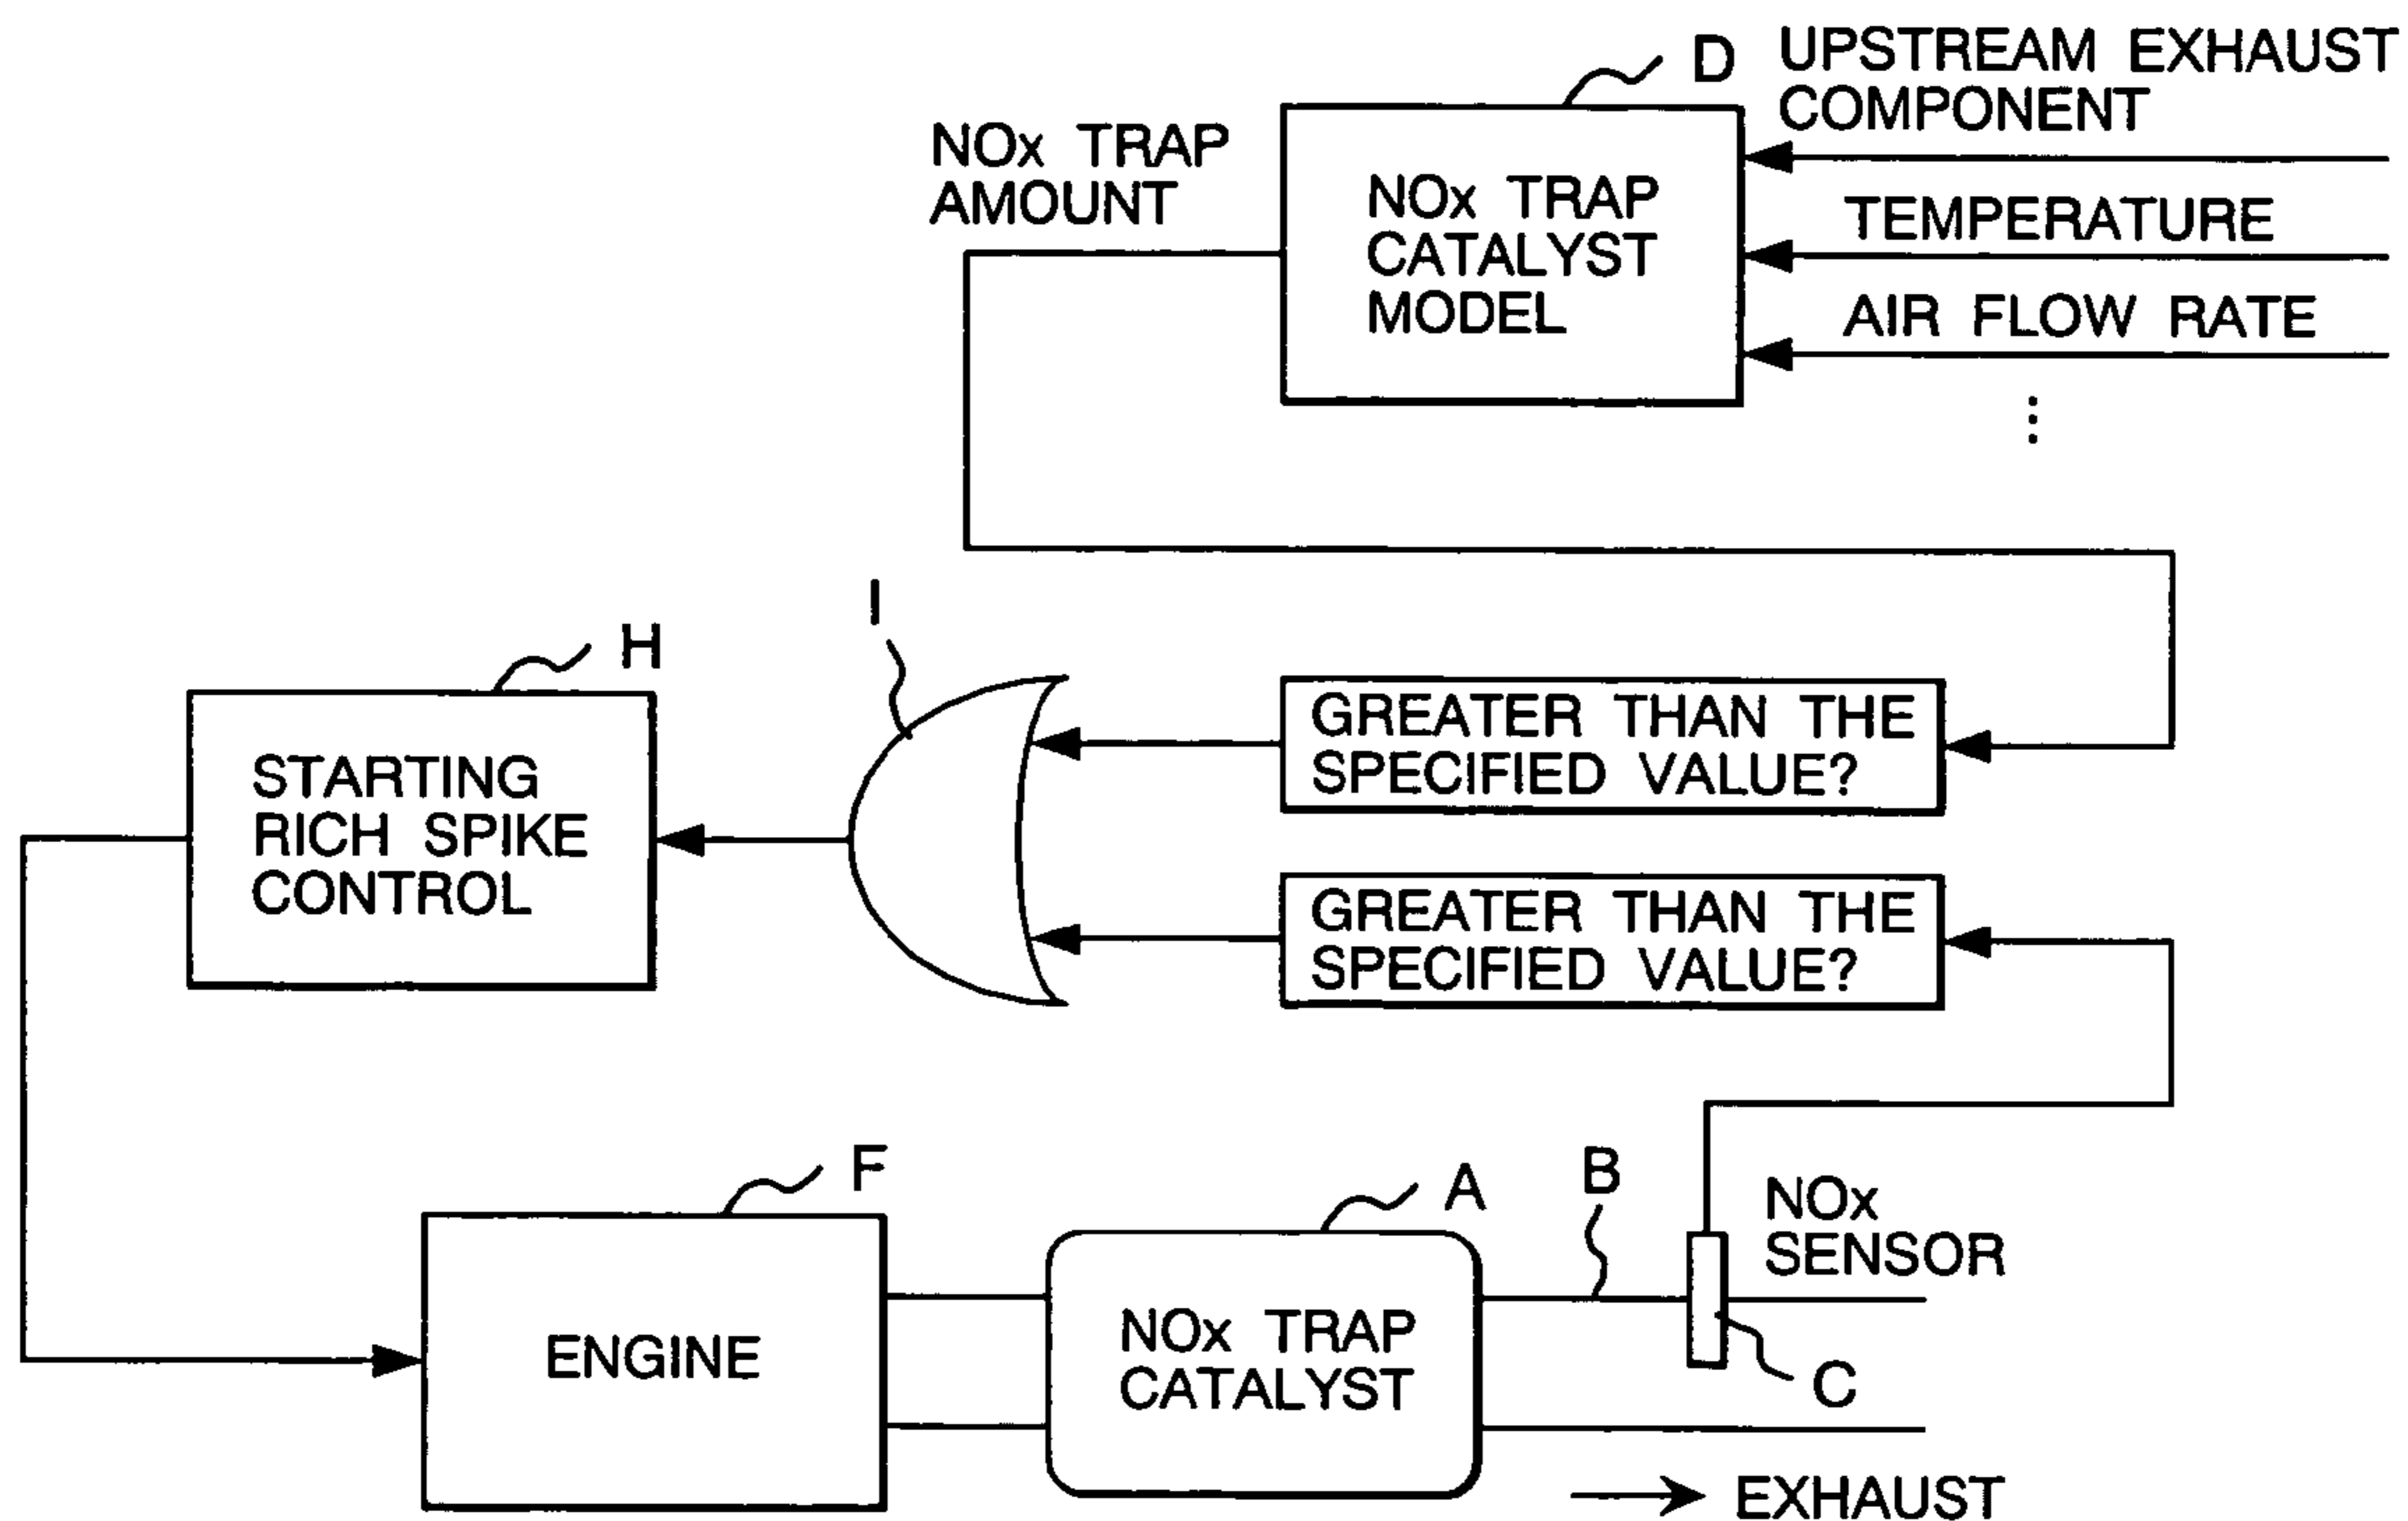 D
UPSTREAM EXHAUST
COMPONENT
NOx TRAP
AMOUNT
NOx TRAP
CATALYST
MODEL
TEMPERATURE
AIR FLOW RATE
I
H
STARTING
RICH SPIKE
CONTROL
GREATER THAN THE
SPECIFIED VALUE?
GREATER THAN THE
SPECIFIED VALUE?
F
ENGINE
A
NOx TRAP
CATALYST
B
NOx
SENSOR
C
EXHAUST